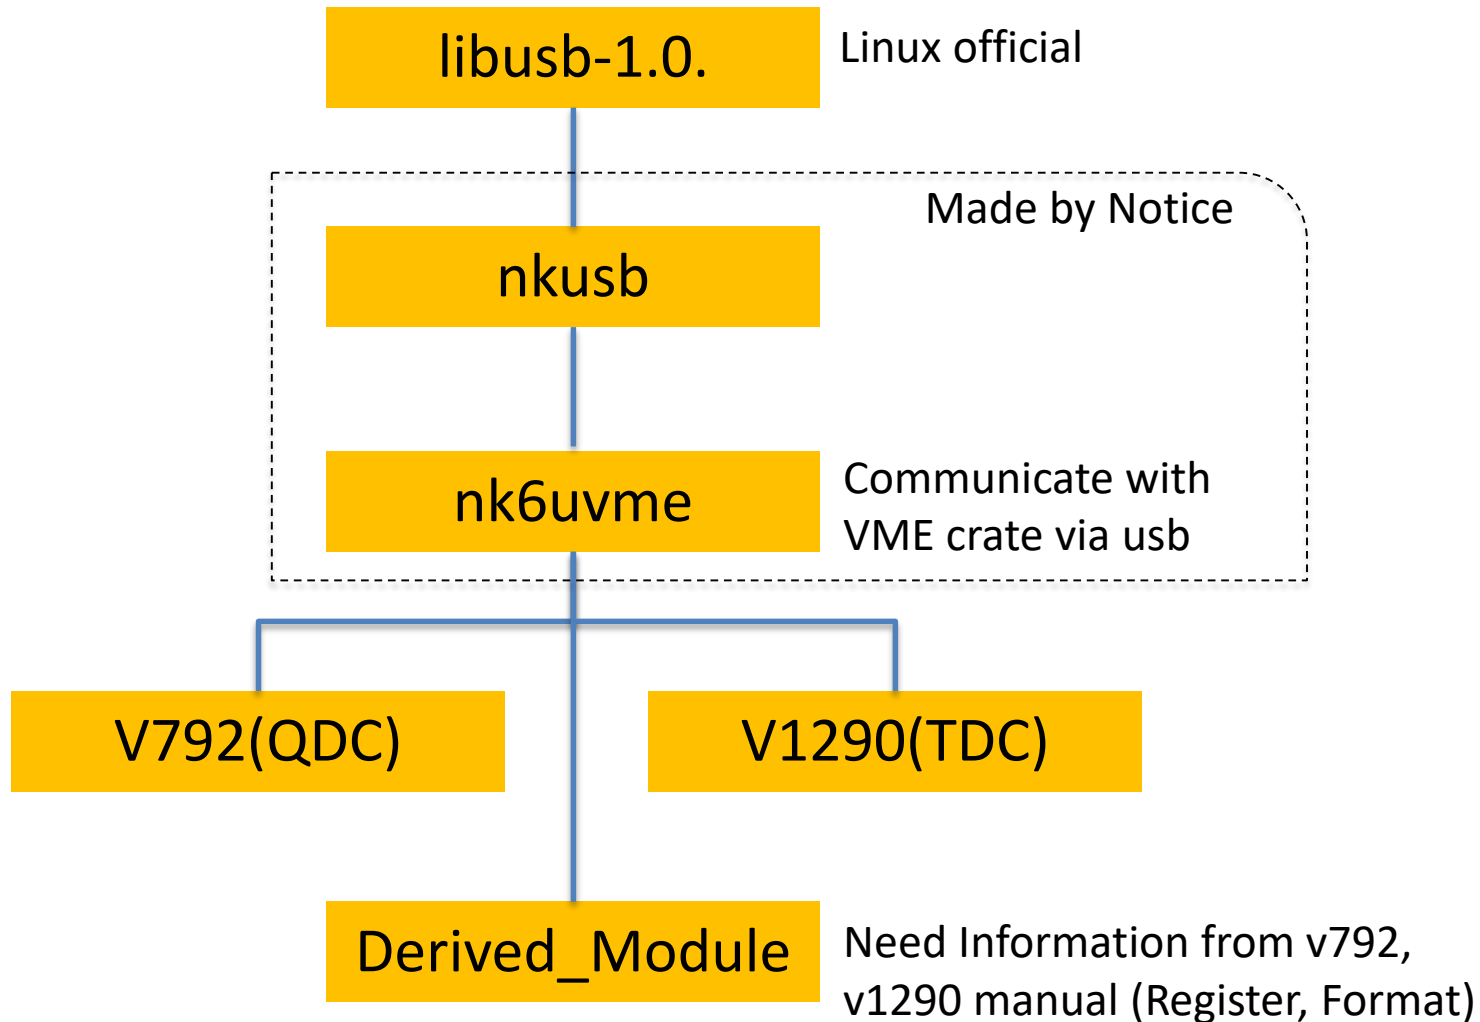 libusb-1.0.
Linux official
Made by Notice
nkusb
nk6uvme
Communicate with
VME crate via usb
V792(QDC)
V1290(TDC)
Derived_Module
Need Information from v792,
v1290 manual (Register, Format)